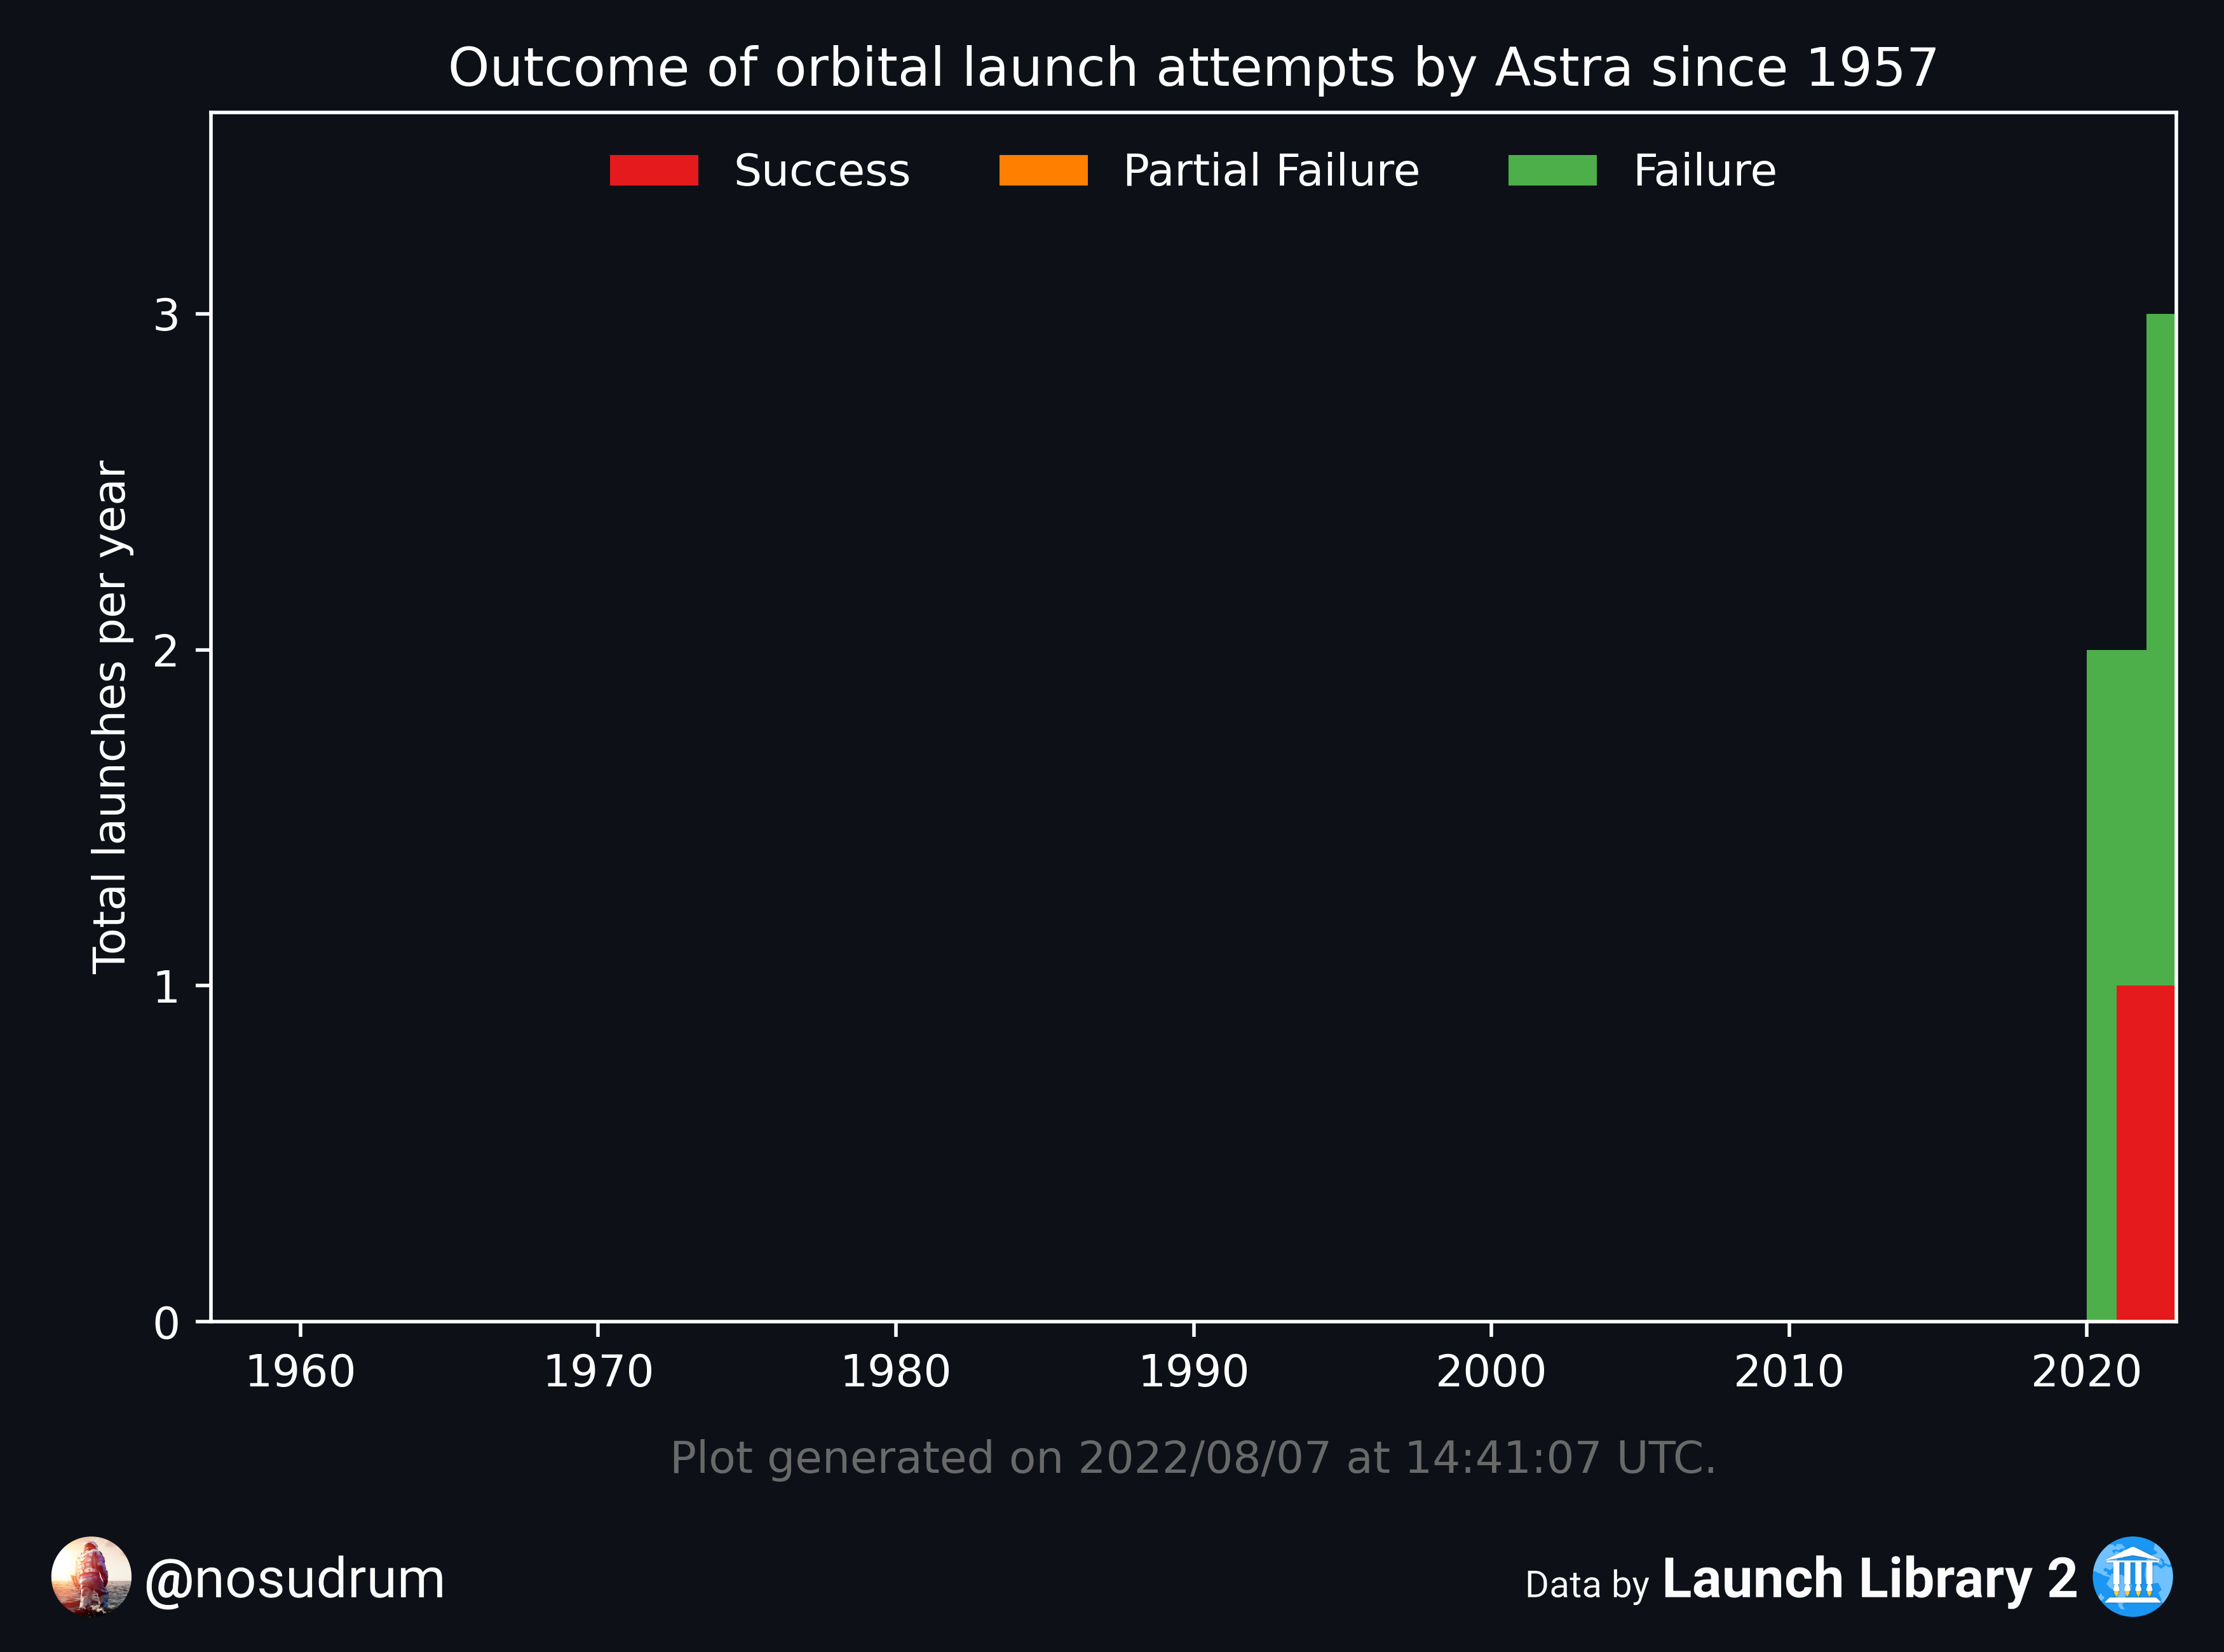 Outcome of orbital launch attempts by Astra since 1957
Success Partial Failure Failure
Total launches per year
3
2
1
0
1960 1970 1980 1990 2000 2010 2020
Plot generated on 2022/08/07 at 14:41:07 UTC.
@nosudrum
Data by Launch Library 2